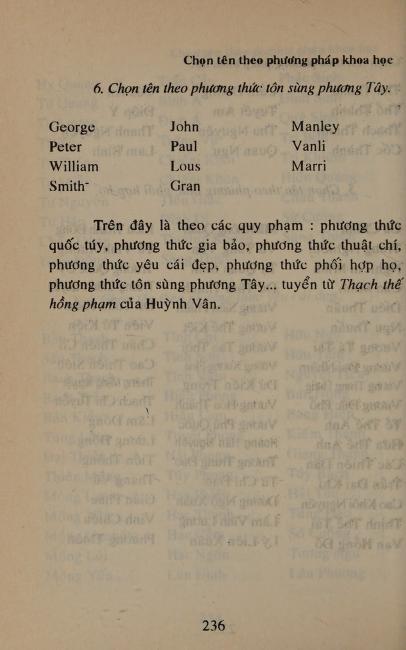 Chọn tên theo phương pháp khoa học
6. Chọn tên theo phương thức tôn sùng phương Tây.
George John Manley
Peter Paul Vanli
William Lous Marri
Smith Gran
Trên đây là theo các quy phạm : phương thức
quốc túy, phương thức gia bảo, phương thức thuật chí,
phương thức yêu cái đẹp, phương thức phối hợp họ,
phương thức tôn sùng phương Tây... tuyển từ Thạch thế
hồng phạm của Huỳnh Vân.
236